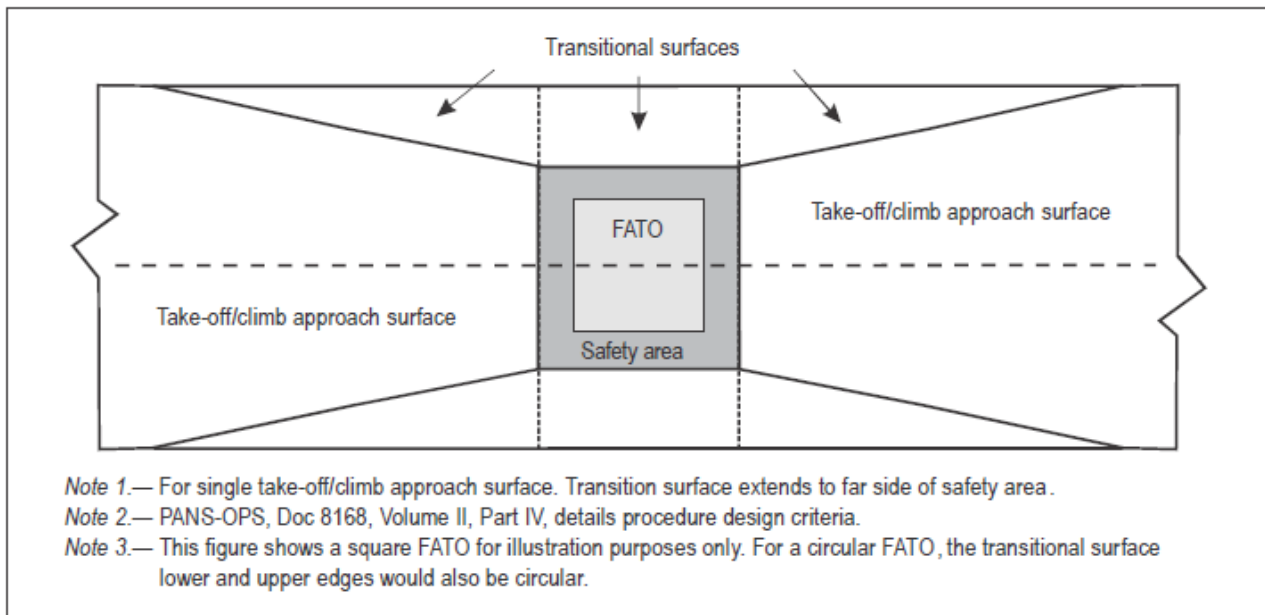 Transitional surfaces
Take-off/climb approach surface
FATO
Take-off/climb approach surface
Safety area
Note 1.— For single take-off/climb approach surface. Transition surface extends to far side of safety area.
Note 2.— PANS-OPS, Doc 8168, Volume II, Part IV, details procedure design criteria.
Note 3.— This figure shows a square FATO for illustration purposes only. For a circular FATO, the transitional surface
lower and upper edges would also be circular.